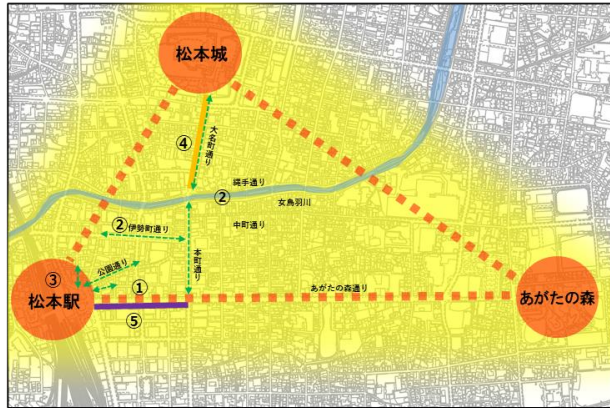 松本城
④
大名町通り
縄手通り
②
女鳥羽川
②
伊勢町通り
中町通り
本町通り
公園通り
③
松本駅
①
あがたの森通り
あがたの森
⑤